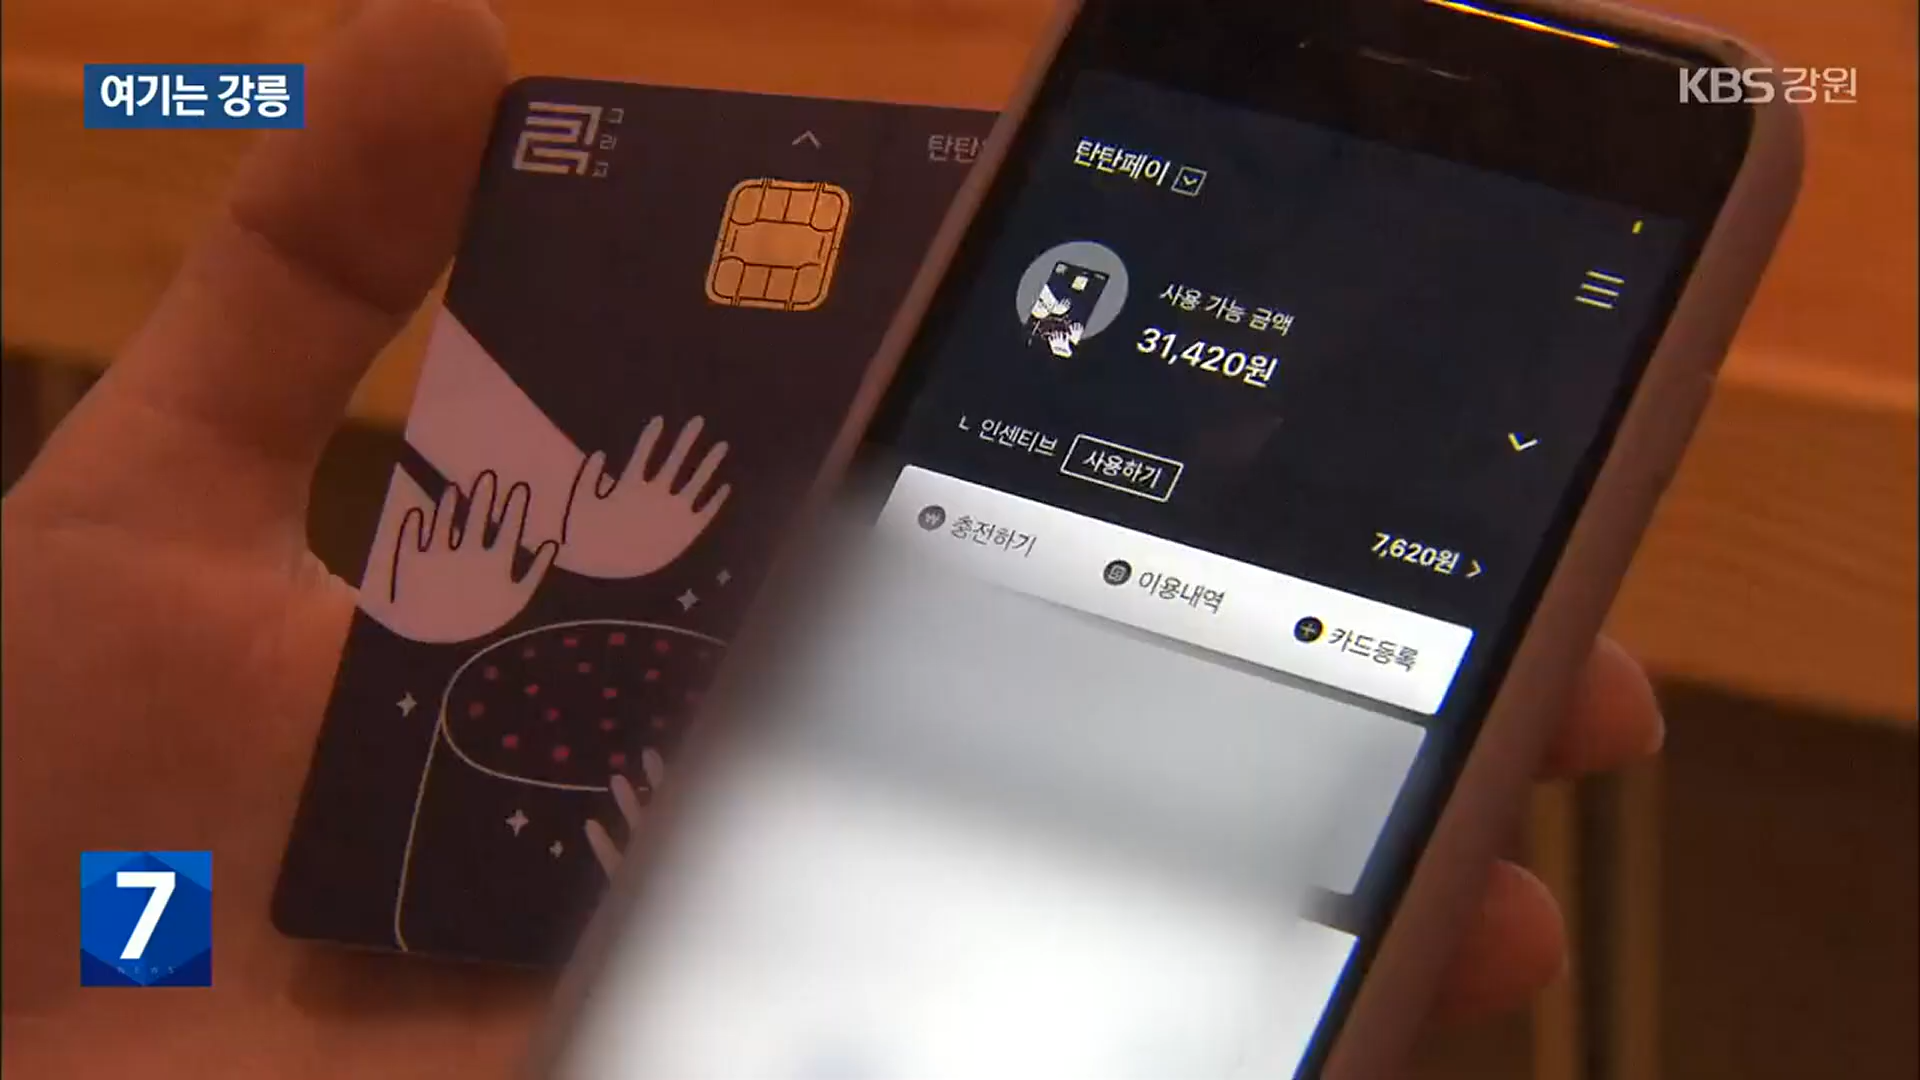 여기는 강릉
KBS 강원
그
리
고
탄탄
탄탄페이
사용 가능 금액
31,420원
ㄴ 인센티브 사용하기
7,620원 >
충전하기
이용내역
카드등록
7
NEWS